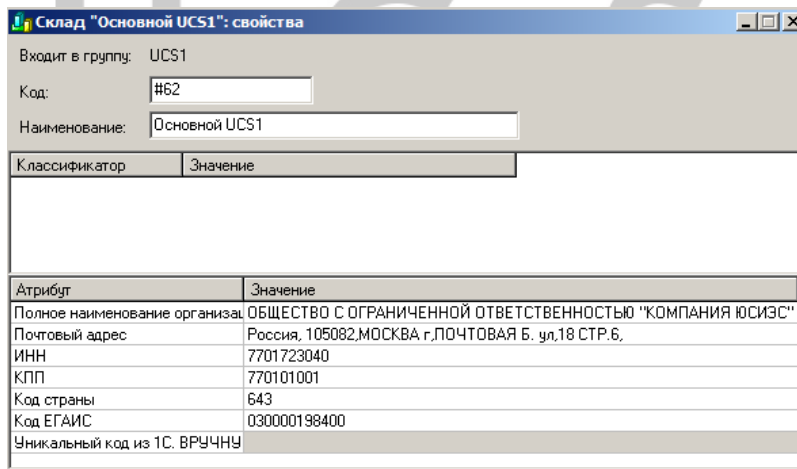 Склад "Основной UCS1": свойства
Входит в группу: UCS1
Код: #62
Наименование: Основной UCS1
Классификатор Значение
Атрибут Значение
Полное наименование организац ОБЩЕСТВО С ОГРАНИЧЕННОЙ ОТВЕТСТВЕННОСТЬЮ "КОМПАНИЯ ЮСИЭС"
Почтовый адрес Россия, 105082,МОСКВА г,ПОЧТОВАЯ Б. ул,18 СТР.6,
ИНН 7701723040
КПП 770101001
Код страны 643
Код ЕГАИС 030000198400
Уникальный код из 1С. ВРУЧНУ